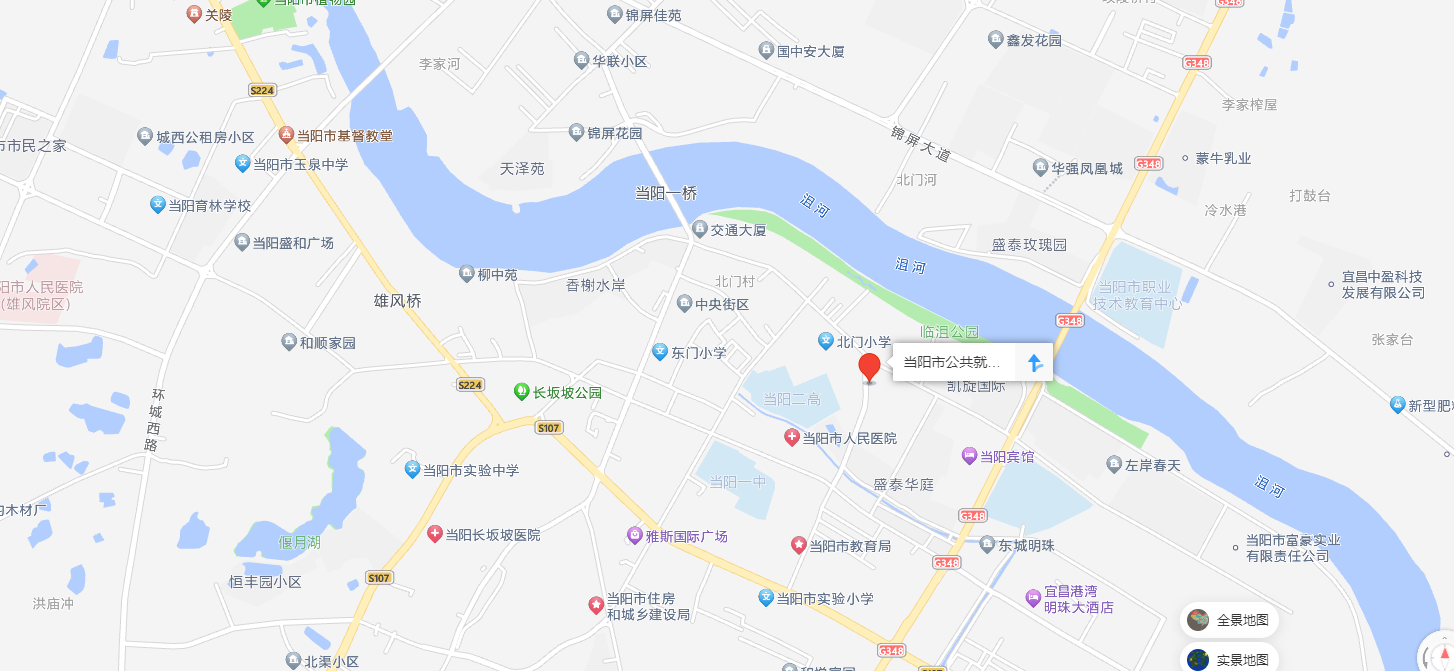 关陵
锦屏佳苑
国中安大厦
鑫发花园
G348
华联小区
李家河
S224
李家榨屋
城西公租房小区
当阳市基督教堂
锦屏花园
锦屏大道
市民之家
当阳市玉泉中学
天泽苑
华强凤凰城
G348
蒙牛乳业
北门河
当阳一桥
当阳育林学校
沮河
打鼓台
冷水港
交通大厦
当阳盛和广场
盛泰玫瑰园
柳中苑
沮河
香榭水岸
北门村
阳市人民医院
(雄风院区)
当阳市职业
技术教育中心
宜昌中盈科技
发展有限公司
雄风桥
中央街区
G348
临沮公园
和顺家园
北门小学
张家台
东门小学
当阳市公共就...
S224
凯旋国际
长坂坡公园
当阳二高
环城西路
新型肥
S107
当阳市人民医院
当阳宾馆
左岸春天
当阳市实验中学
当阳一中
盛泰华庭
沮河
木材厂
G348
当阳长坂坡医院
雅斯国际广场
偃月湖
当阳市教育局
东城明珠
当阳市富豪实业
有限责任公司
G348
恒丰园小区
S107
宜昌港湾
明珠大酒店
洪庙冲
当阳市住房
和城乡建设局
当阳市实验小学
全景地图
G348
北渠小区
实景地图